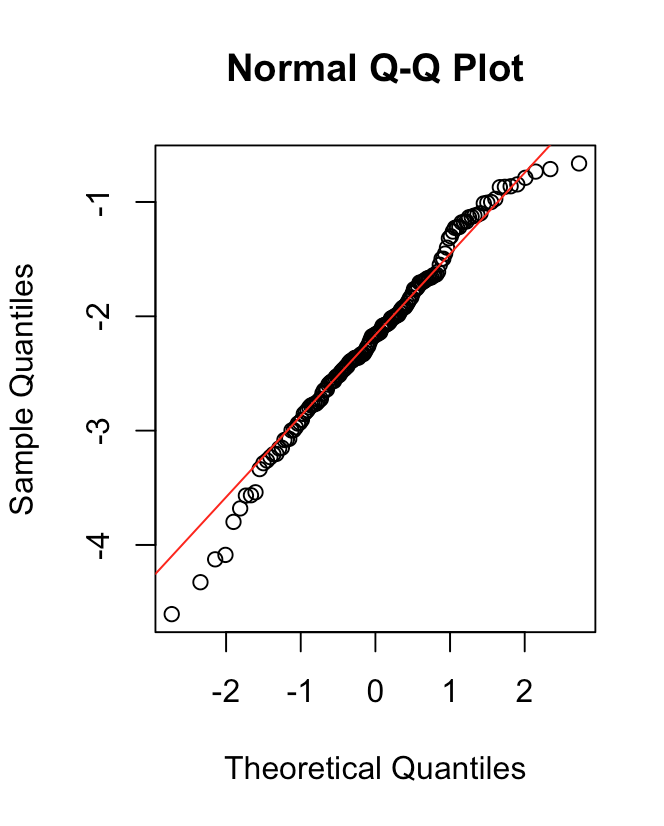 Normal Q-Q Plot
Sample Quantiles
-1
-2
-3
-4
-2 -1 0 1 2
Theoretical Quantiles